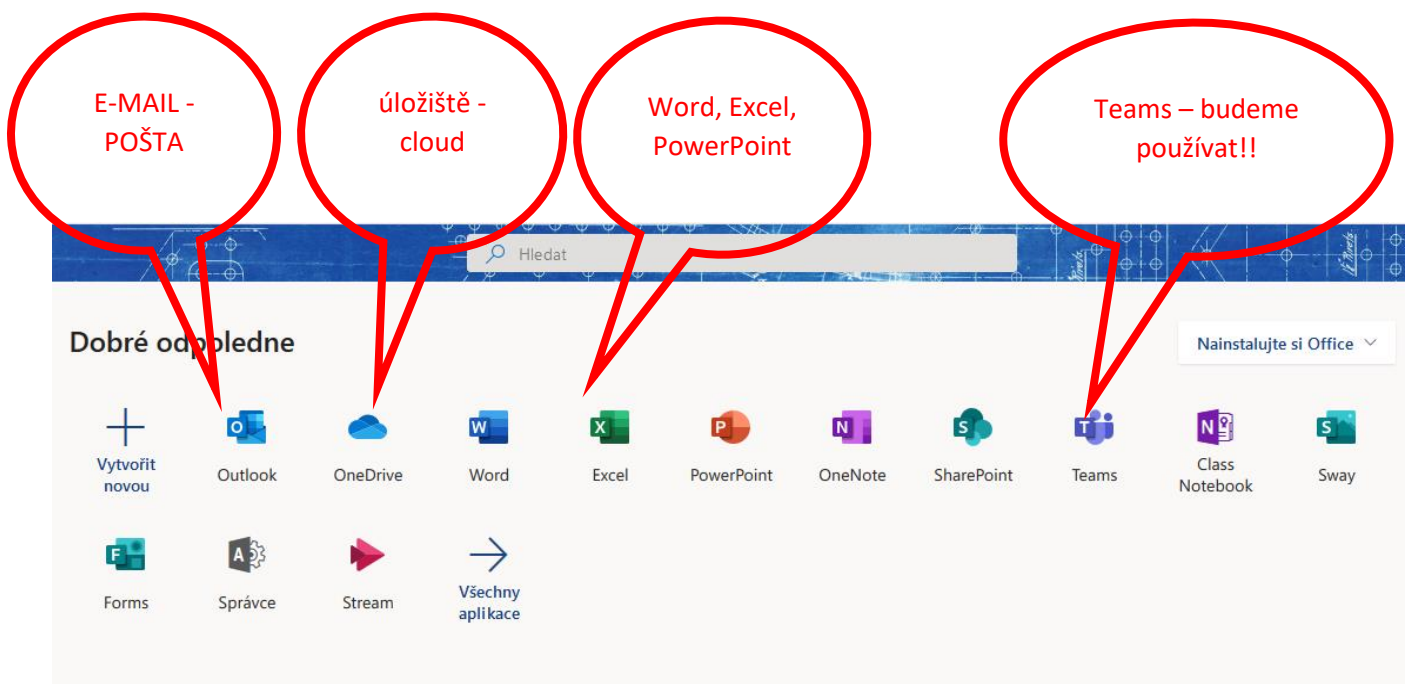 E-MAIL -
POŠTA
úložiště -
cloud
Word, Excel,
PowerPoint
Teams – budeme
používat!!
Hledat
Dobré odpoledne
Nainstalujte si Office
Vytvořit
novou
Outlook
OneDrive
Word
Excel
PowerPoint
OneNote
SharePoint
Teams
Class
Notebook
Sway
Forms
Správce
Stream
Všechny
aplikace